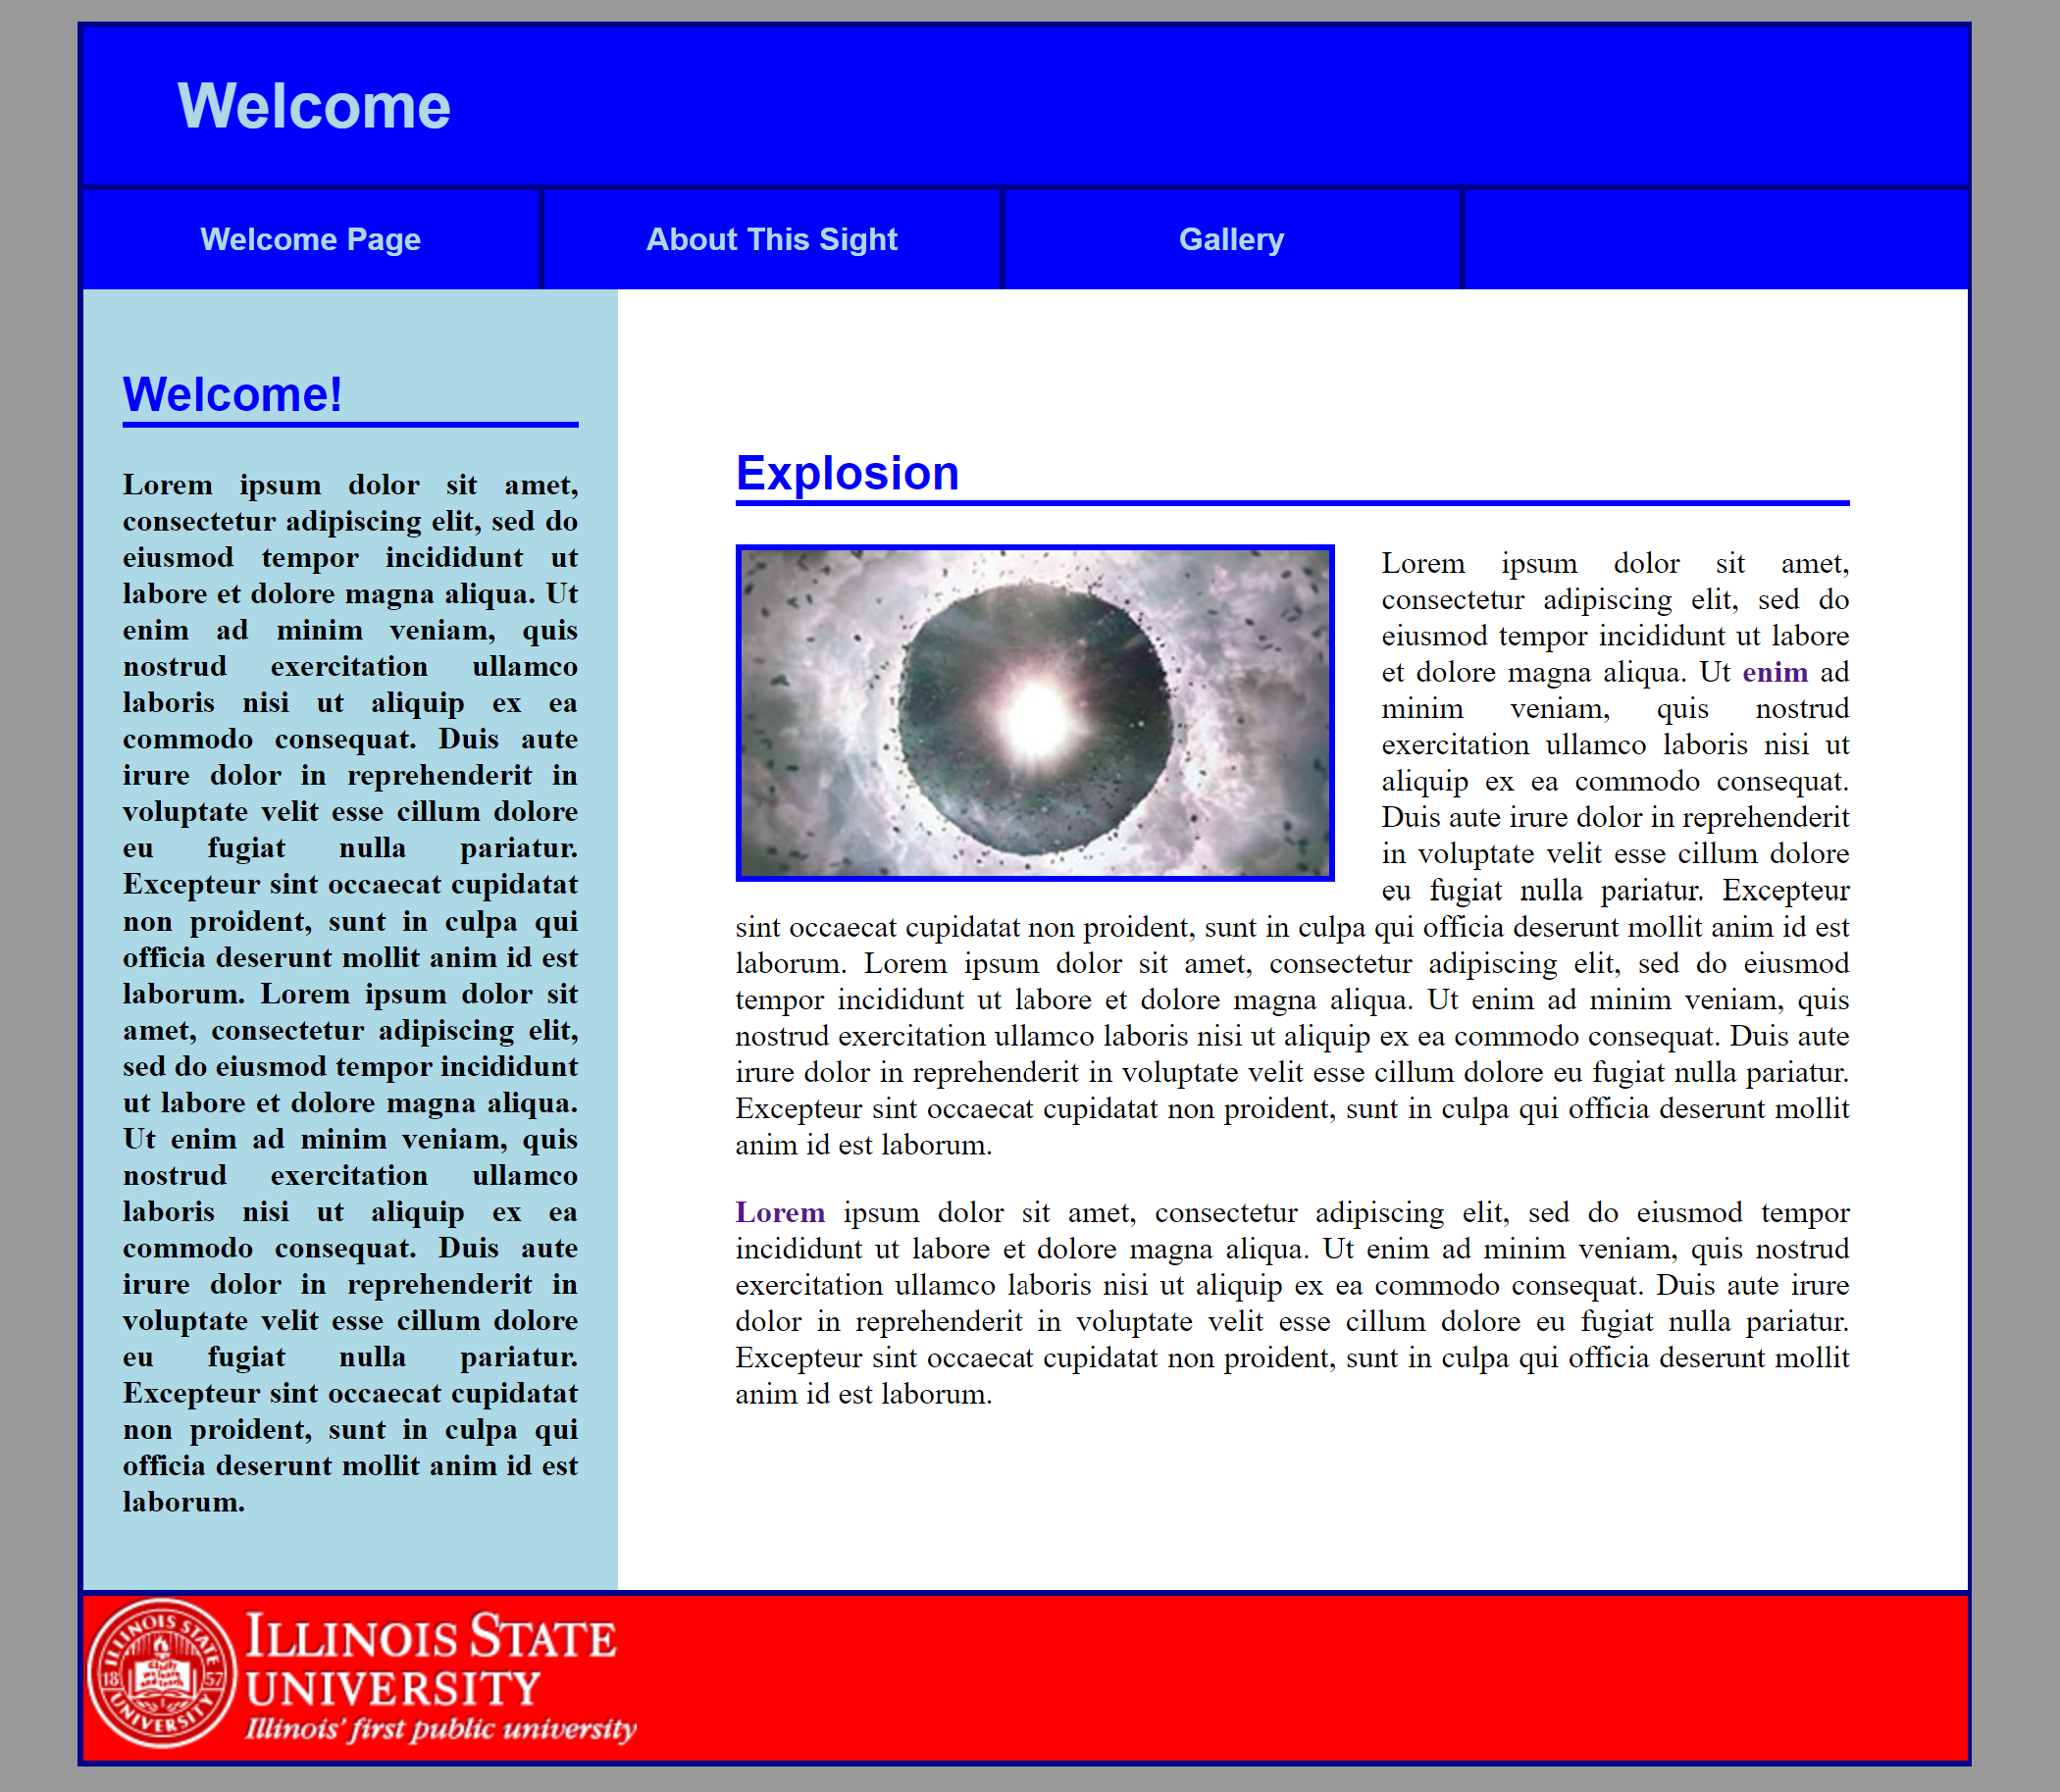 Welcome
Welcome Page
About This Sight
Gallery
Welcome!
Lorem ipsum dolor sit amet,
consectetur adipiscing elit, sed do
eiusmod tempor incididunt ut
labore et dolore magna aliqua. Ut
enim ad minim veniam, quis
nostrud exercitation ullamco
laboris nisi ut aliquip ex ea
commodo consequat. Duis aute
irure dolor in reprehenderit in
voluptate velit esse cillum dolore
eu fugiat nulla pariatur.
Excepteur sint occaecat cupidatat
non proident, sunt in culpa qui
officia deserunt mollit anim id est
laborum. Lorem ipsum dolor sit
amet, consectetur adipiscing elit,
sed do eiusmod tempor incididunt
ut labore et dolore magna aliqua.
Ut enim ad minim veniam, quis
nostrud exercitation ullamco
laboris nisi ut aliquip ex ea
commodo consequat. Duis aute
irure dolor in reprehenderit in
voluptate velit esse cillum dolore
eu fugiat nulla pariatur.
Excepteur sint occaecat cupidatat
non proident, sunt in culpa qui
officia deserunt mollit anim id est
laborum.
Explosion
Lorem ipsum dolor sit amet,
consectetur adipiscing elit, sed do
eiusmod tempor incididunt ut labore
et dolore magna aliqua. Ut enim ad
minim veniam, quis nostrud
exercitation ullamco laboris nisi ut
aliquip ex ea commodo consequat.
Duis aute irure dolor in reprehenderit
in voluptate velit esse cillum dolore
eu fugiat nulla pariatur. Excepteur
sint occaecat cupidatat non proident, sunt in culpa qui officia deserunt mollit anim id est
laborum. Lorem ipsum dolor sit amet, consectetur adipiscing elit, sed do eiusmod
tempor incididunt ut labore et dolore magna aliqua. Ut enim ad minim veniam, quis
nostrud exercitation ullamco laboris nisi ut aliquip ex ea commodo consequat. Duis aute
irure dolor in reprehenderit in voluptate velit esse cillum dolore eu fugiat nulla pariatur.
Excepteur sint occaecat cupidatat non proident, sunt in culpa qui officia deserunt mollit
anim id est laborum.
Lorem ipsum dolor sit amet, consectetur adipiscing elit, sed do eiusmod tempor
incididunt ut labore et dolore magna aliqua. Ut enim ad minim veniam, quis nostrud
exercitation ullamco laboris nisi ut aliquip ex ea commodo consequat. Duis aute irure
dolor in reprehenderit in voluptate velit esse cillum dolore eu fugiat nulla pariatur.
Excepteur sint occaecat cupidatat non proident, sunt in culpa qui officia deserunt mollit
anim id est laborum.
ILLINOIS STATE
UNIVERSITY
18 57
ILLINOIS STATE
UNIVERSITY
Illinois' first public university